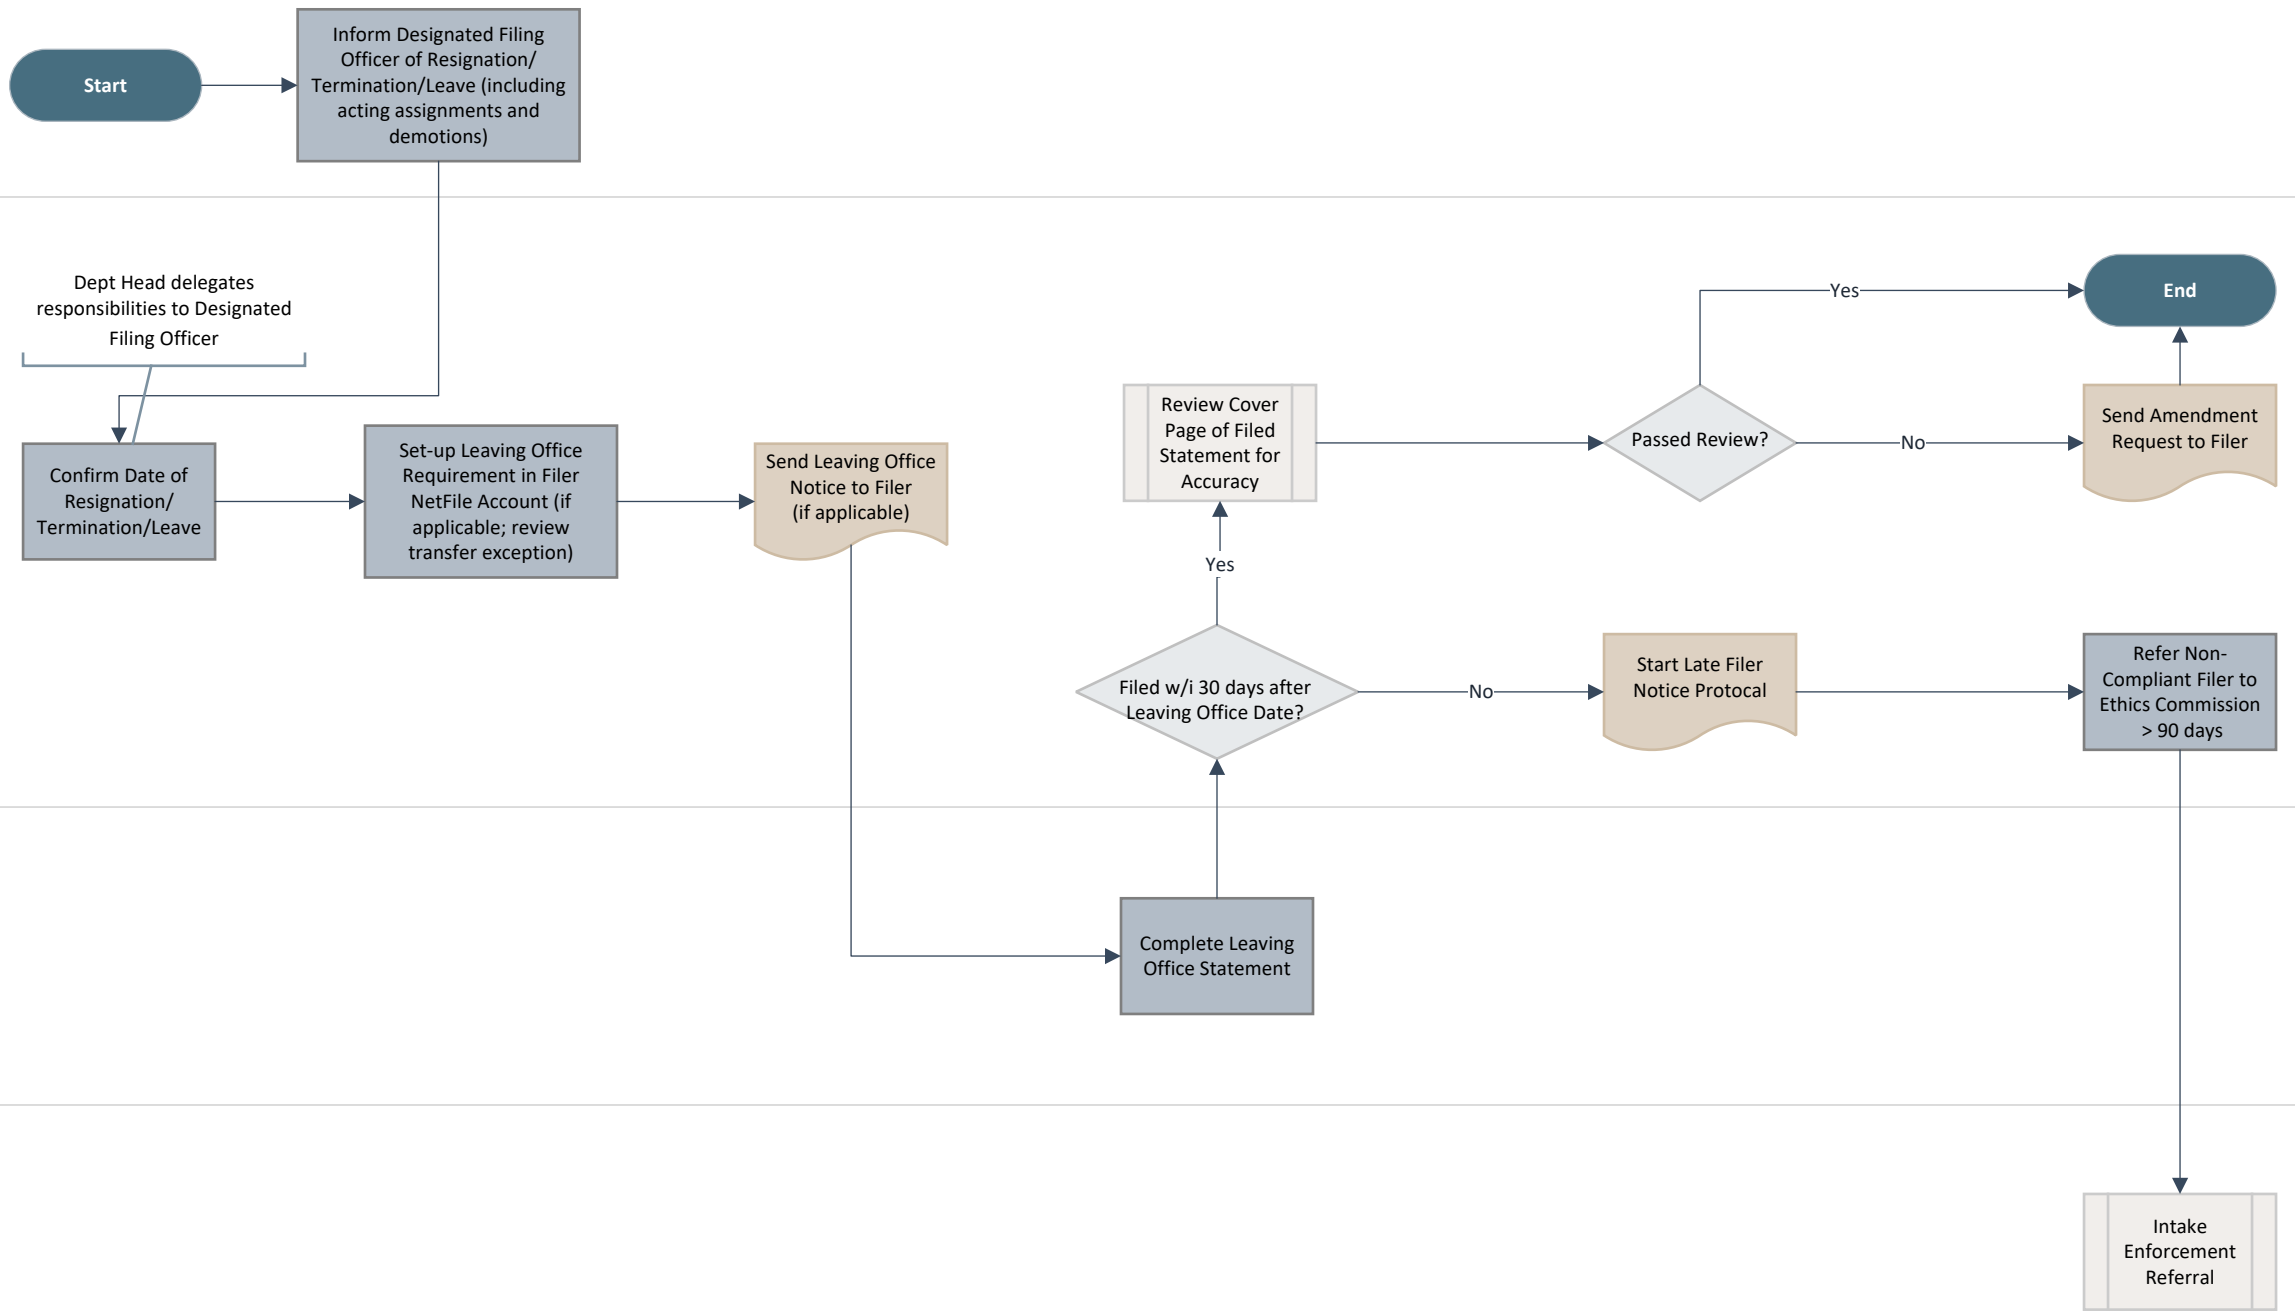 Start
Inform Designated Filing
Officer of Resignation/
Termination/Leave (including
acting assignments and
demotions)
Dept Head delegates
responsibilities to Designated
Filing Officer
Confirm Date of
Resignation/
Termination/Leave
Set-up Leaving Office
Requirement in Filer
NetFile Account (if
applicable; review
transfer exception)
Send Leaving Office
Notice to Filer
(if applicable)
Review Cover
Page of Filed
Statement for
Accuracy
Passed Review?
Yes
End
No
Send Amendment
Request to Filer
Yes
Filed w/i 30 days after
Leaving Office Date?
No
Start Late Filer
Notice Protocal
Refer Non-
Compliant Filer to
Ethics Commission
> 90 days
Complete Leaving
Office Statement
Intake
Enforcement
Referral